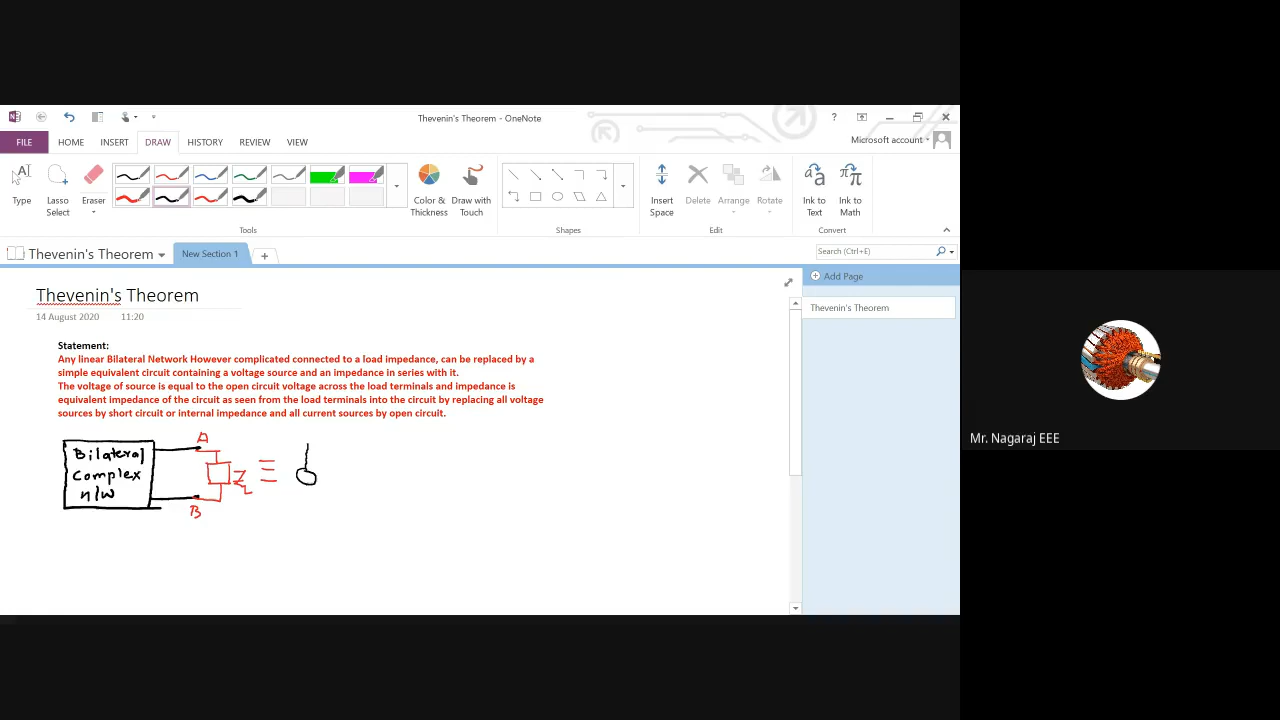 Thevenin's Theorem - OneNote
?
FILE
HOME
INSERT
DRAW
HISTORY
REVIEW
VIEW
Microsoft account
Type
Lasso Select
Eraser
Color & Thickness
Draw with Touch
Insert Space
Delete
Arrange
Rotate
Ink to Text
Ink to Math
Tools
Shapes
Edit
Convert
Thevenin's Theorem
New Section 1
Search (Ctrl+E)
Add Page
Thevenin's Theorem
Thevenin's Theorem
14 August 2020 11:20
Statement:
Any linear Bilateral Network However complicated connected to a load impedance, can be replaced by a
simple equivalent circuit containing a voltage source and an impedance in series with it.
The voltage of source is equal to the open circuit voltage across the load terminals and impedance is
equivalent impedance of the circuit as seen from the load terminals into the circuit by replacing all voltage
sources by short circuit or internal impedance and all current sources by open circuit.
A
Bilateral
Complex
n/w
ZL
B
Mr. Nagaraj EEE